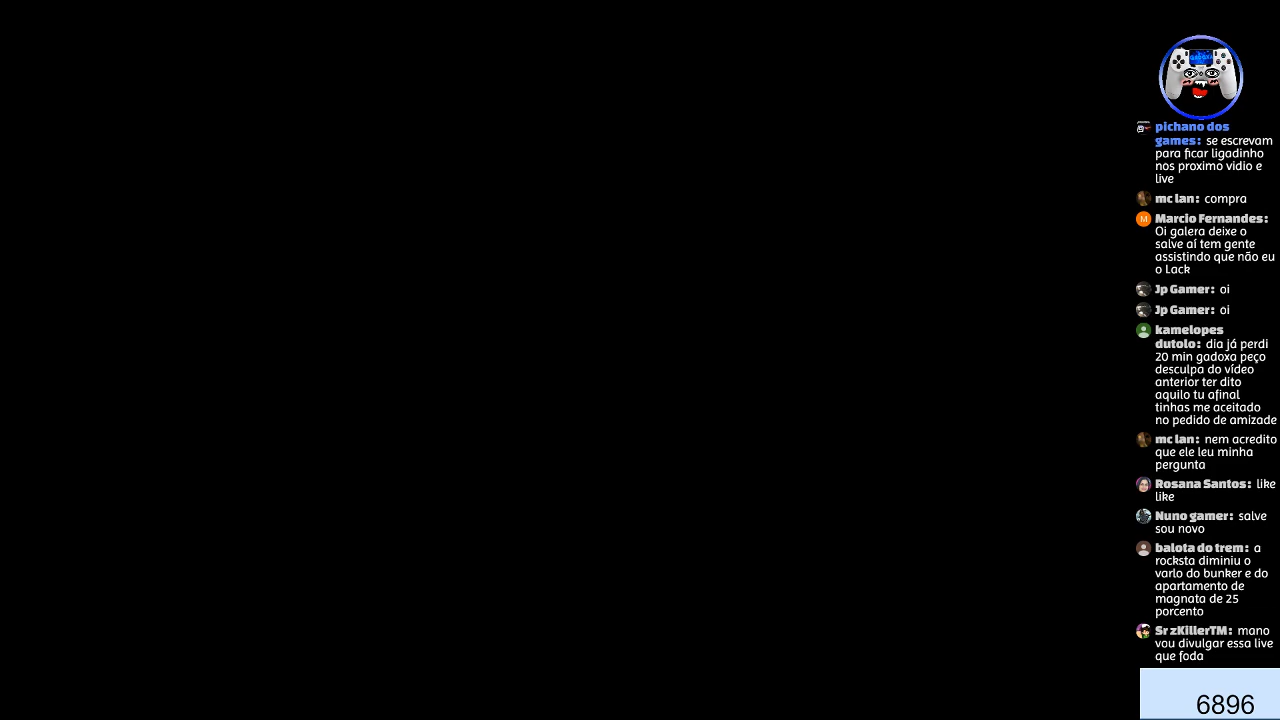 pichano dos
games: se escrevam
para ficar ligadinho
nos proximo vidio e
live
mc lan: compra
M
Marcio Fernandes:
Oi galera deixe o
salve aí tem gente
assistindo que não eu
o Lack
Jp Gamer: oi
Jp Gamer: oi
kamelopes
dutolo: dia já perdi
20 min gadoxa peço
desculpa do vídeo
anterior ter dito
aquilo tu afinal
tinhas me aceitado
no pedido de amizade
mc lan: nem acredito
que ele leu minha
pergunta
Rosana Santos: like
like
Nuno gamer: salve
sou novo
balota do trem: a
rocksta diminiu o
varlo do bunker e do
apartamento de
magnata de 25
porcento
Sr zKillerTM: mano
vou divulgar essa live
que foda
6896